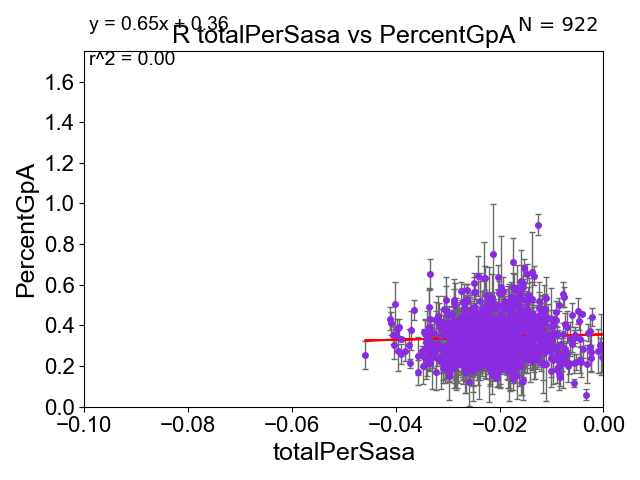 y = 0.65x + 0.36
N = 922
R totalPerSasa vs PercentGpA
r^2 = 0.00
1.6
1.4
1.2
1.0
0.8
0.6
0.4
0.2
0.0
PercentGpA
−0.10 −0.08 −0.06 −0.04 −0.02 0.00
totalPerSasa